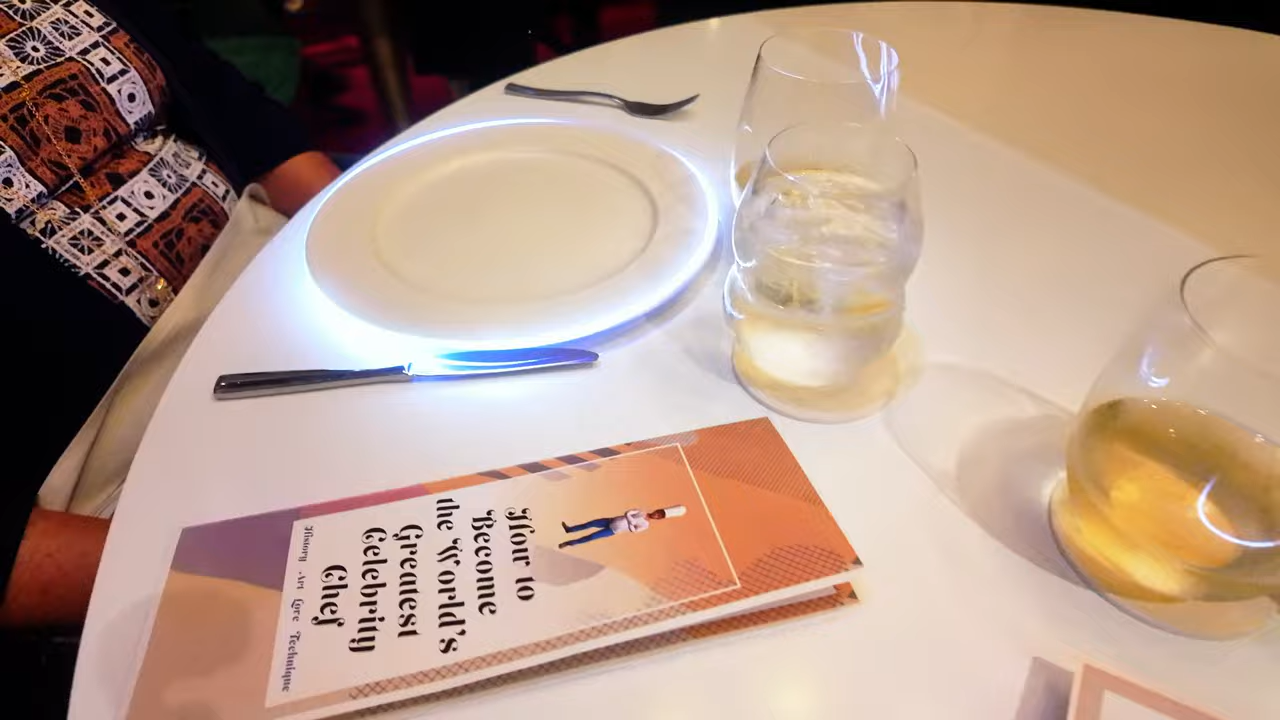 How to
Become
the World's
Greatest
Celebrity
Chef
History Art Lore Technique